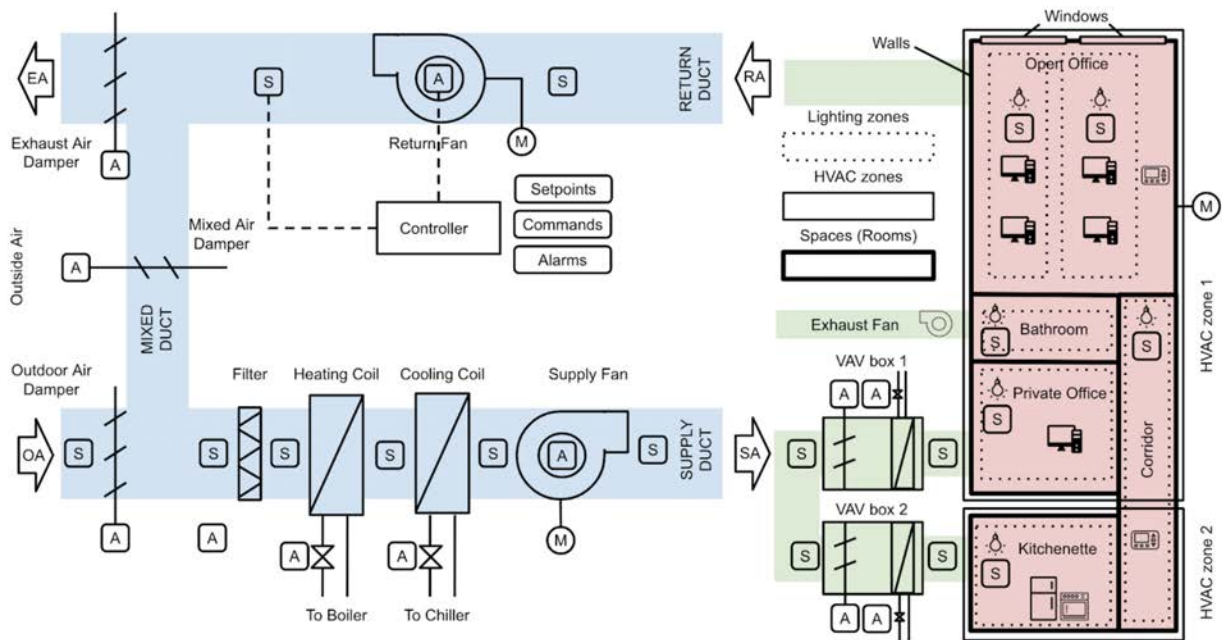 Windows
Walls
Open Office
EA
S
A
S
RETURN
DUCT
RA
Lighting zones
S
S
Exhaust Air
Damper
A
Return Fan
M
HVAC zones
Setpoints
M
Mixed Air
Damper
Controller
Commands
Spaces (Rooms)
Outside Air
A
Alarms
MIXED
DUCT
Exhaust Fan
Bathroom
S
S
HVAC zone 1
Outdoor Air
Damper
Filter
Heating Coil
Cooling Coil
Supply Fan
VAV box 1
A
A
Private Office
S
OA
S
S
S
S
S
A
S
SUPPLY
DUCT
SA
S
S
Corridor
VAV box 2
A
A
A
A
M
S
S
Kitchenette
S
HVAC zone 2
To Boiler
To Chiller
A
A